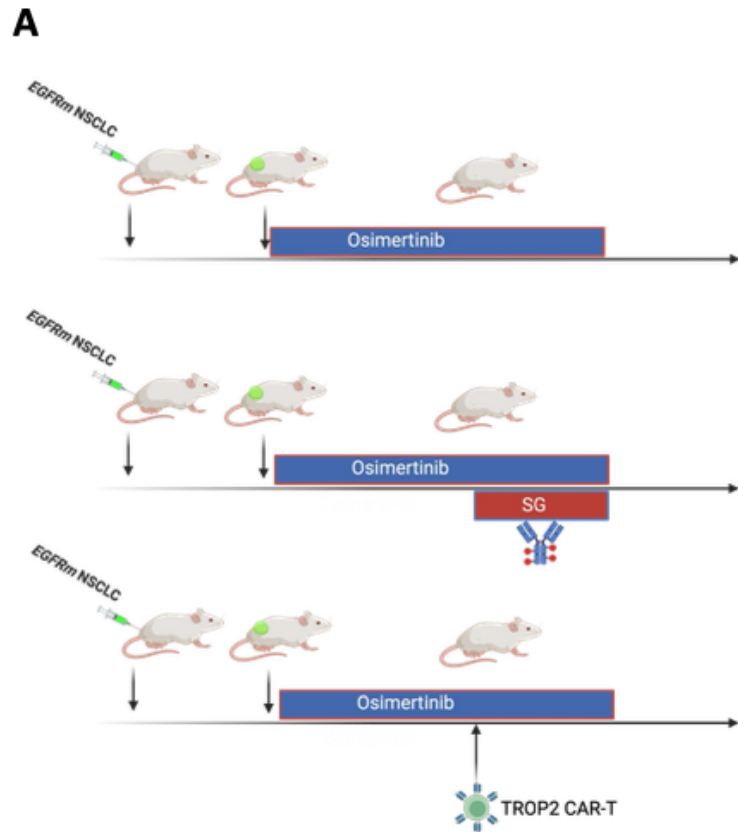 A
EGFRm NSCLC
Osimertinib
EGFRm NSCLC
Osimertinib
SG
EGFRm NSCLC
Osimertinib
TROP2 CAR-T